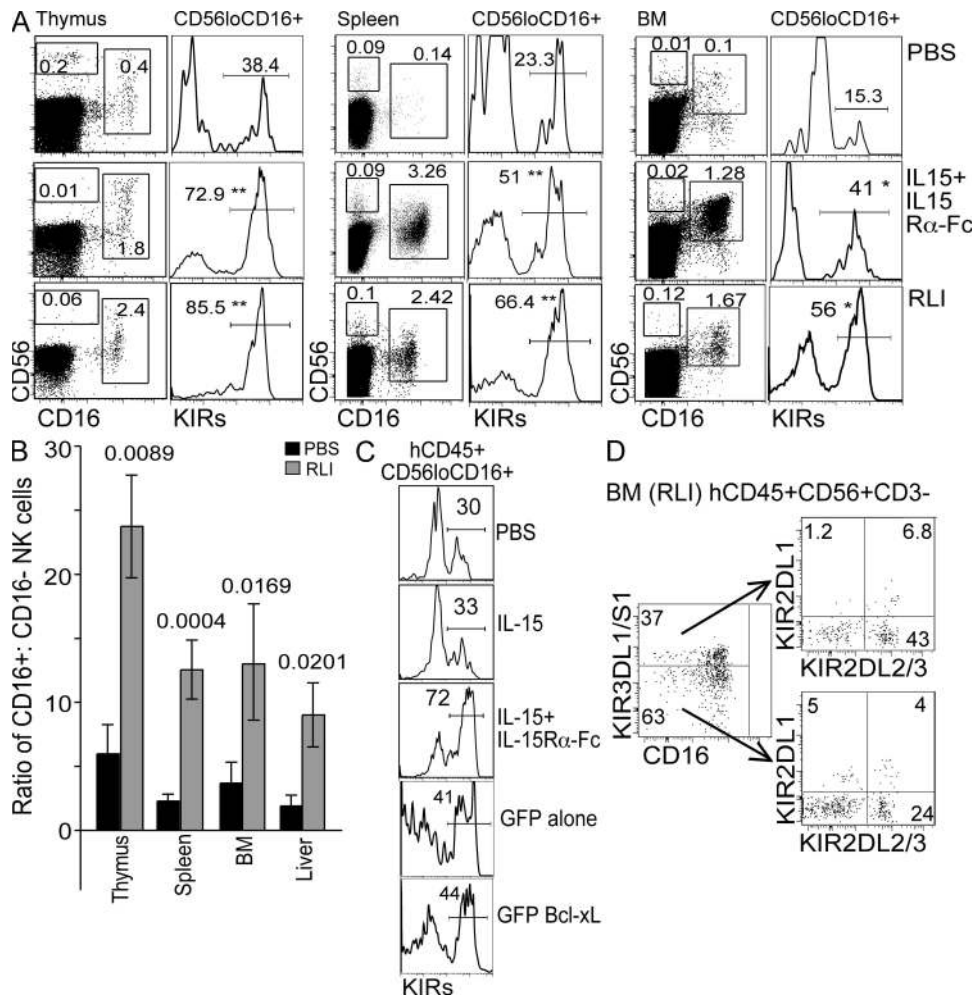 A
Thymus CD56loCD16+ Spleen CD56loCD16+ BM CD56loCD16+
0.2 0.4 38.4 0.09 0.14 23.3 0.01 0.1 15.3 PBS
0.01 1.8 72.9 ** 0.09 3.26 51 ** 0.02 1.28 41 * IL15+
IL15
Rα-Fc
0.06 2.4 85.5 ** 0.1 2.42 66.4 ** 0.12 1.67 56 * RLI
CD56 CD56 CD56
CD16 KIRs CD16 KIRs CD16 KIRs
B
Ratio of CD16+: CD16- NK cells
30
20
10
0
PBS
RLI
0.0089
0.0004
0.0169
0.0201
Thymus
Spleen
BM
Liver
C
hCD45+
CD56loCD16+
30
PBS
33
IL-15
72
IL-15+
IL-15Rα-Fc
41
GFP alone
44
GFP Bcl-xL
KIRs
D
BM (RLI) hCD45+CD56+CD3-
KIR3DL1/S1
37
63
CD16
KIR2DL1
1.2 6.8
43
KIR2DL2/3
KIR2DL1
5 4
24
KIR2DL2/3